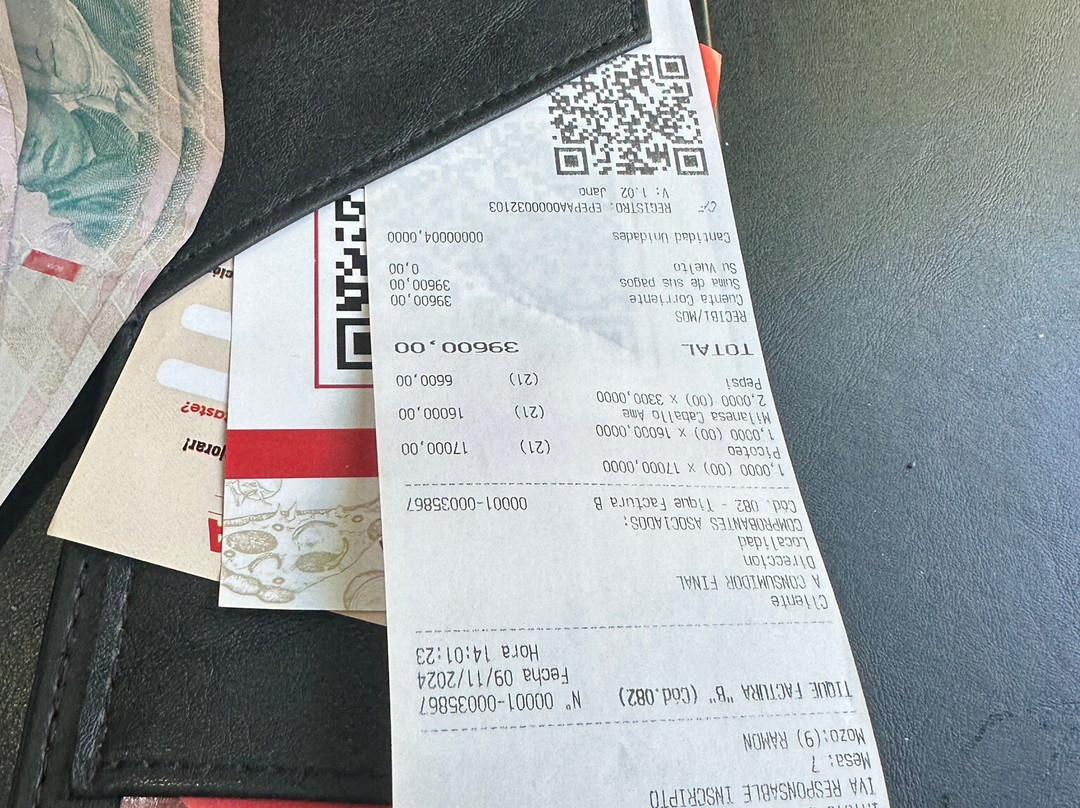 IVA RESPONSABLE INSCRIPTO
Mesa: 7
Mozo:(9) RAMON
TIQUE FACTURA "B" (Cód.082)
N° 00001-00035867
Fecha 09/11/2024
Hora 14:01:23
Cliente
A CONSUMIDOR FINAL
Direccion
Localidad
COMPROBANTES ASOCIADOS:
Cód. 082 - Tique Factura B 00001-00035867
1,0000 (00) x 17000,0000
Picoteo (21) 17000,00
1,0000 (00) x 16000,0000
Milanesa Caballo Ame (21) 16000,00
2,0000 (00) x 3300,0000
Pepsi (21) 6600,00
TOTAL 39600,00
RECIBI/MOS
Cuenta Corriente 39600,00
Suma de sus pagos 39600,00
Su Vuelto 0,00
Cantidad Unidades 00000004,0000
REGISTRO: EPEPAA0000032103
V: 1.02 Jano